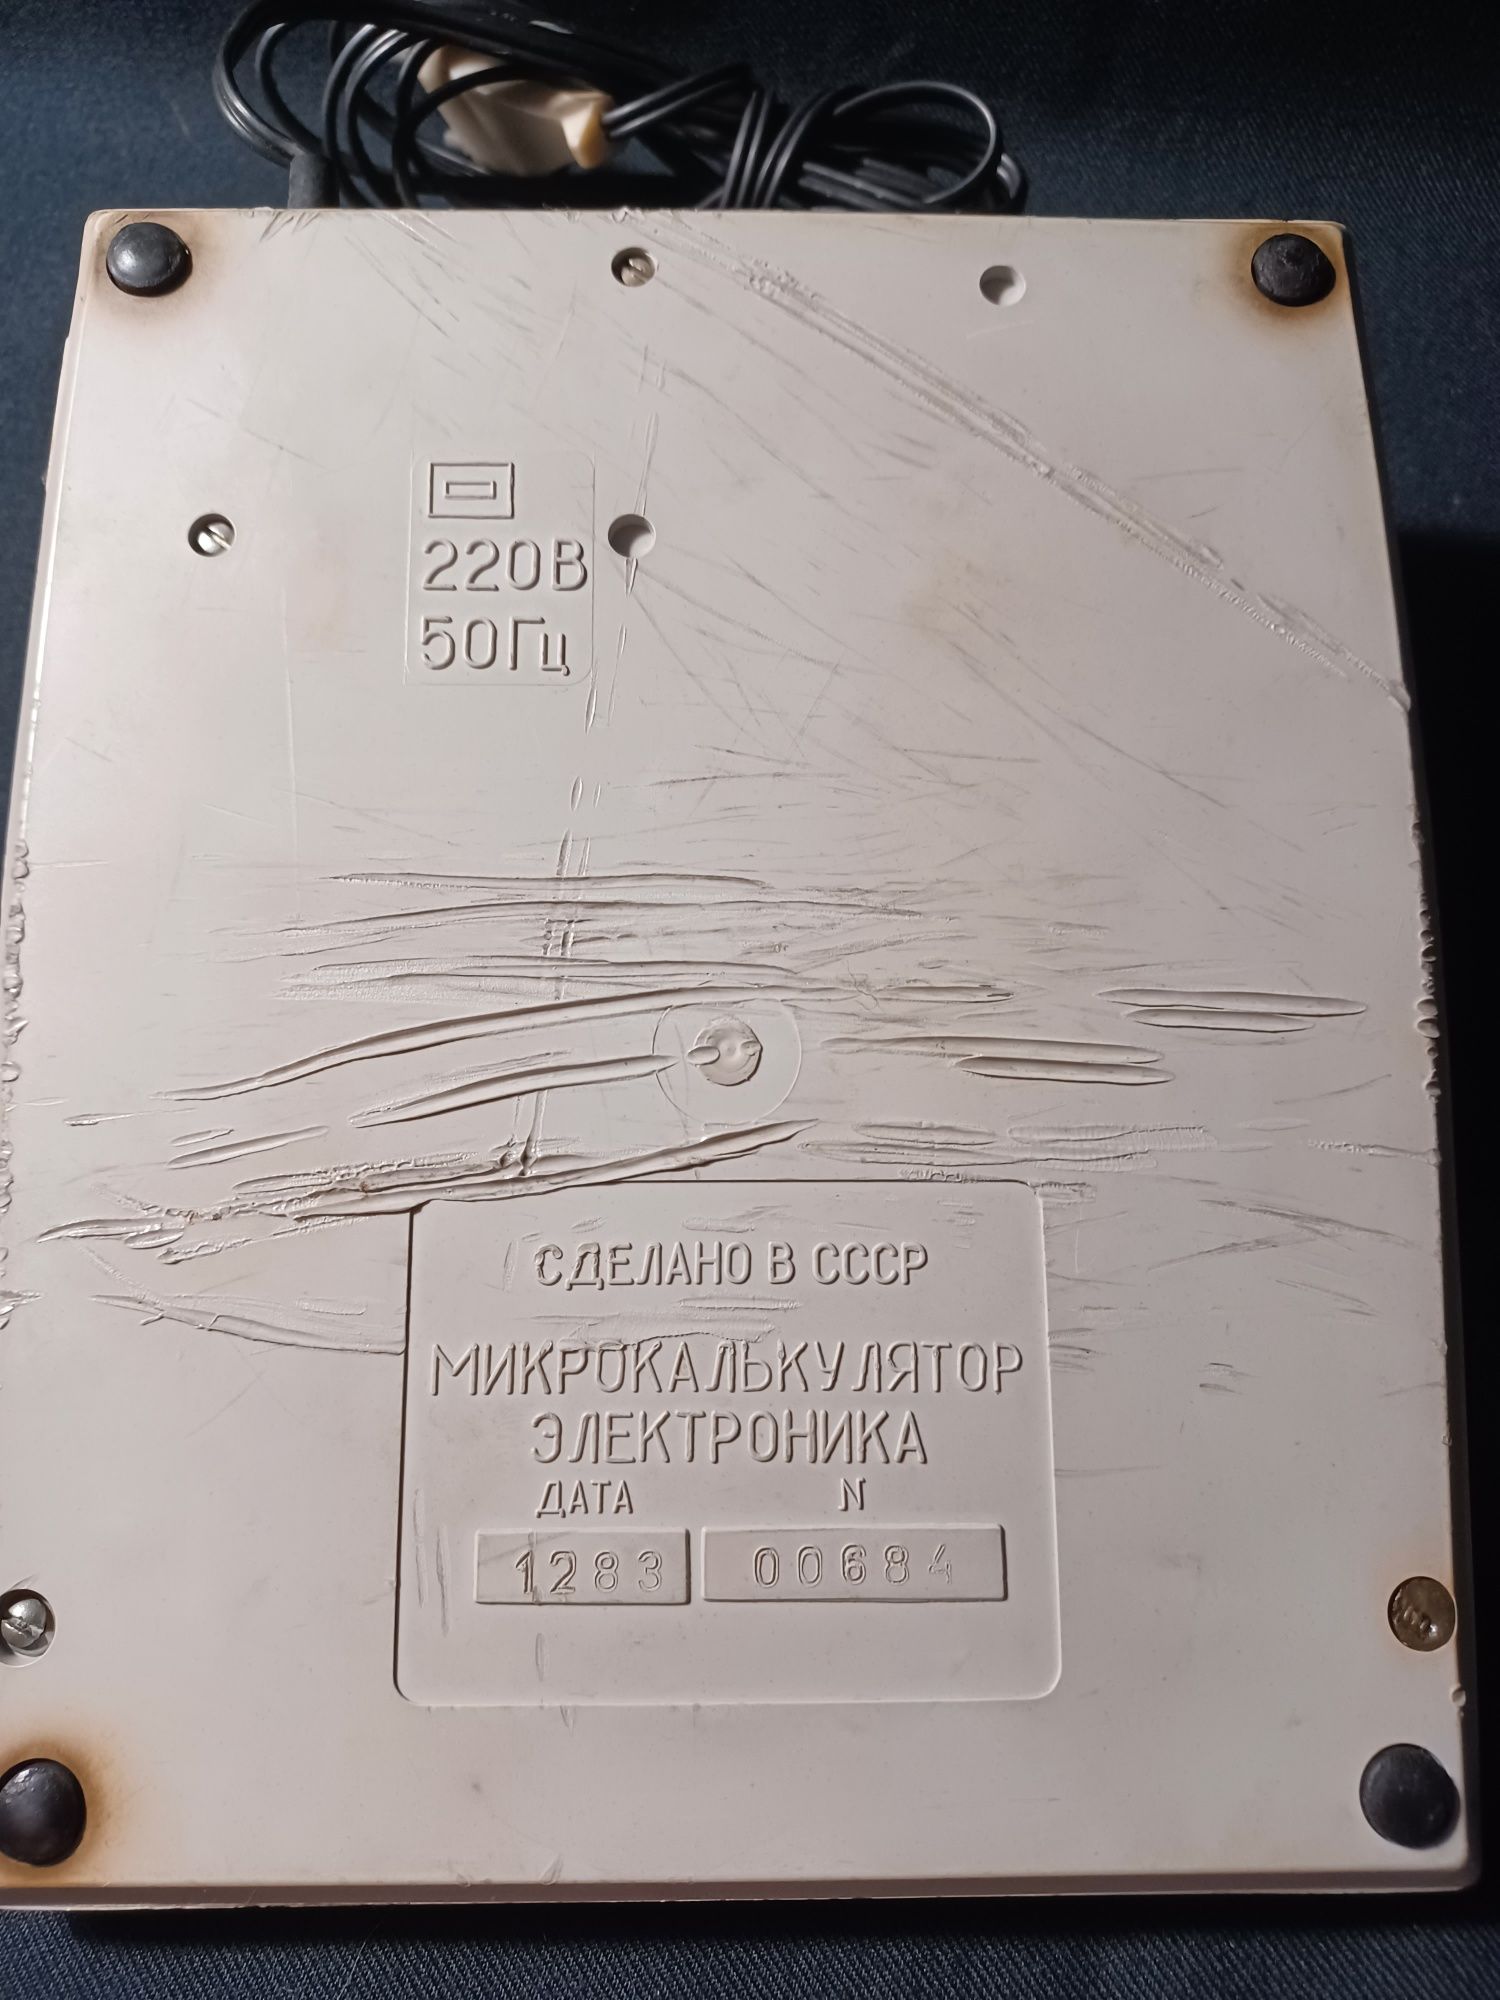 220В
50Гц
СДЕЛАНО В СССР
МИКРОКАЛЬКУЛЯТОР
ЭЛЕКТРОНИКА
ДАТА N
1283 00684